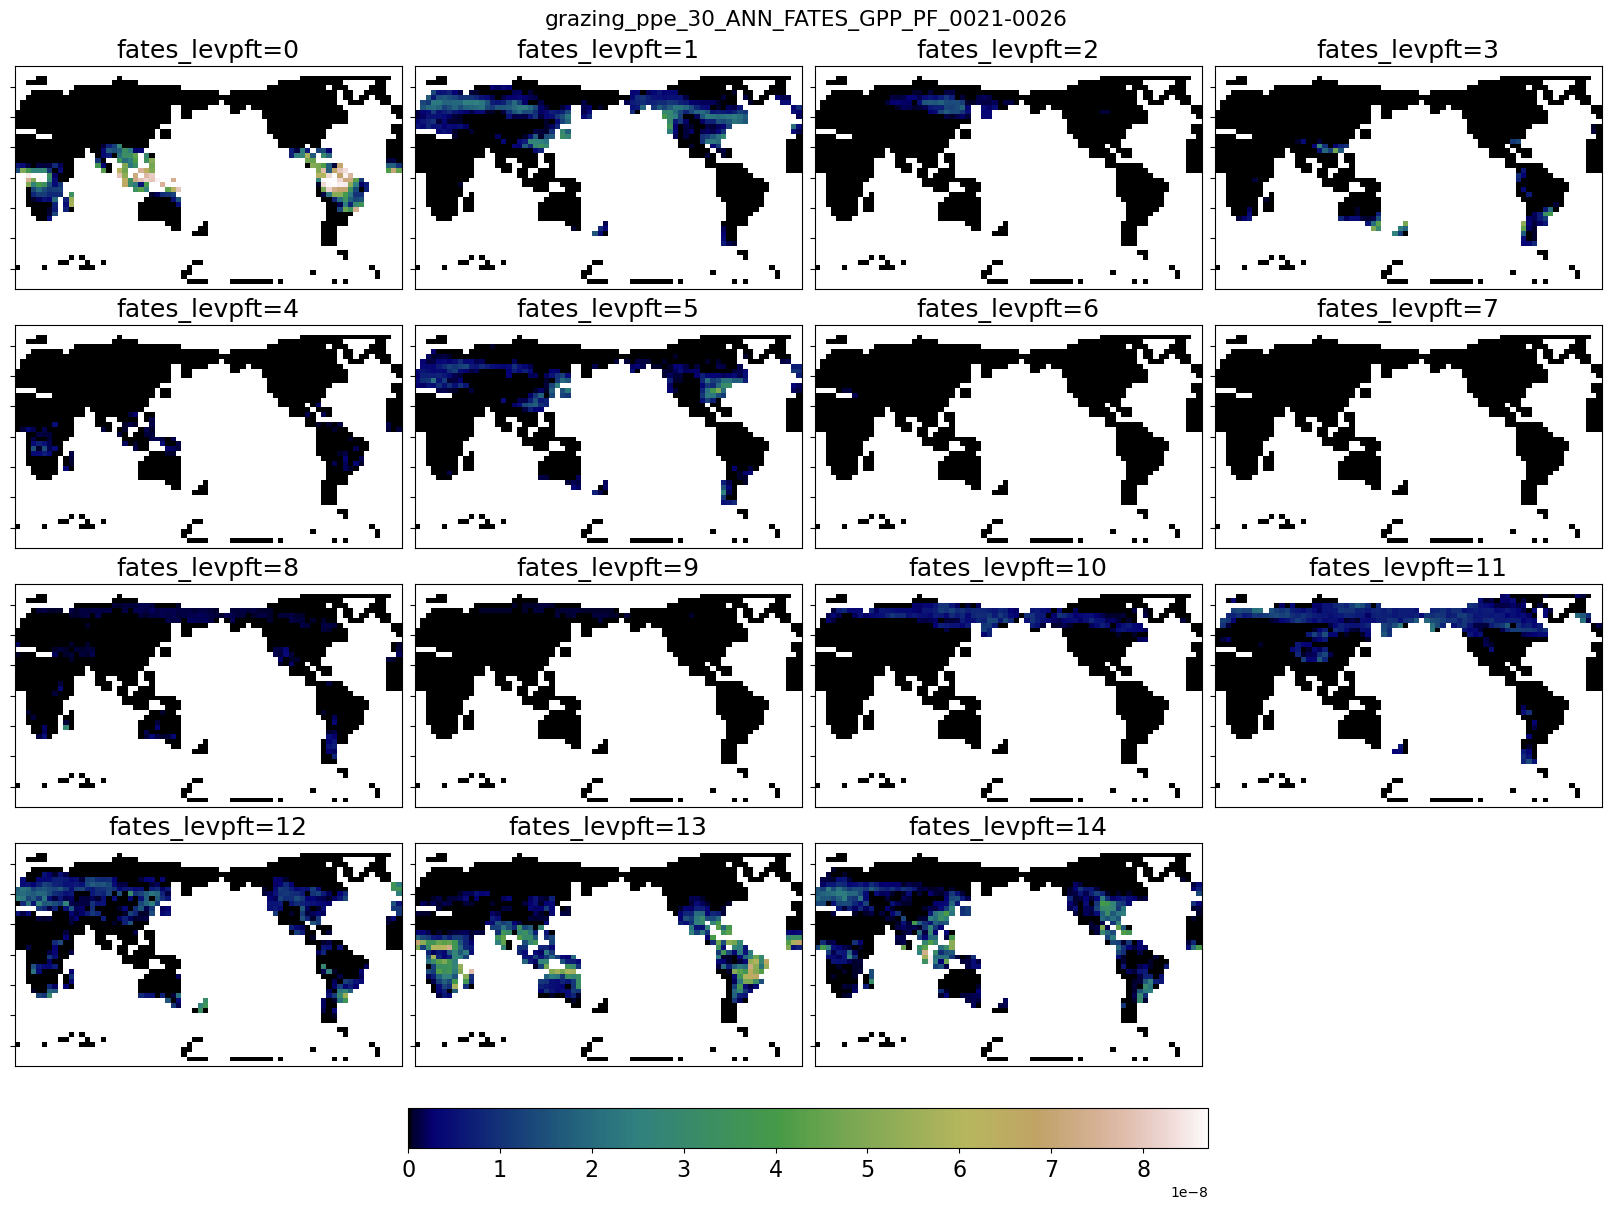 grazing_ppe_30_ANN_FATES_GPP_PF_0021-0026
fates_levpft=0
fates_levpft=1
fates_levpft=2
fates_levpft=3
fates_levpft=4
fates_levpft=5
fates_levpft=6
fates_levpft=7
fates_levpft=8
fates_levpft=9
fates_levpft=10
fates_levpft=11
fates_levpft=12
fates_levpft=13
fates_levpft=14
0 1 2 3 4 5 6 7 8
1e−8